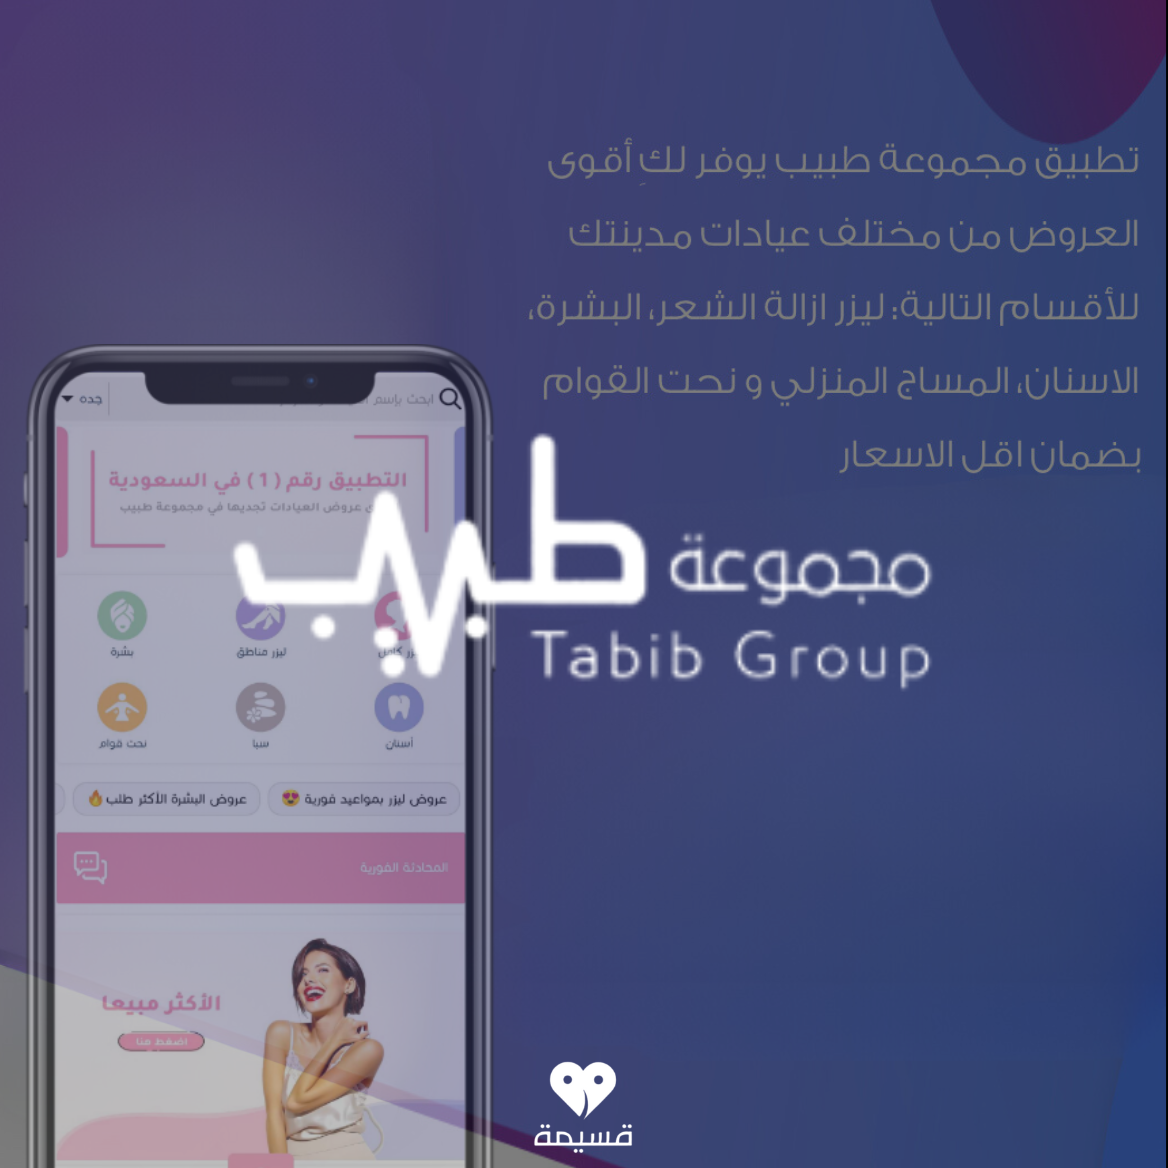 تطبيق مجموعة طبيب يوفر لكِ أقوى
العروض من مختلف عيادات مدينتك
للأقسام التالية: ليزر ازالة الشعر، البشرة،
الاسنان، المساج المنزلي و نحت القوام
بضمان اقل الاسعار
ابحث بإسم
جده
التطبيق رقم (1) في السعودية
عروض العيادات تجديها في مجموعة طبيب
مجموعة طبيب
Tabib Group
ليزر مناطق
بشرة
أسنان
سبا
نحت قوام
عروض ليزر بمواعيد فورية 😍
عروض البشرة الأكثر طلب 🔥
المحادثة الفورية
الأكثر مبيعا
اضغط هنا
قسيمة